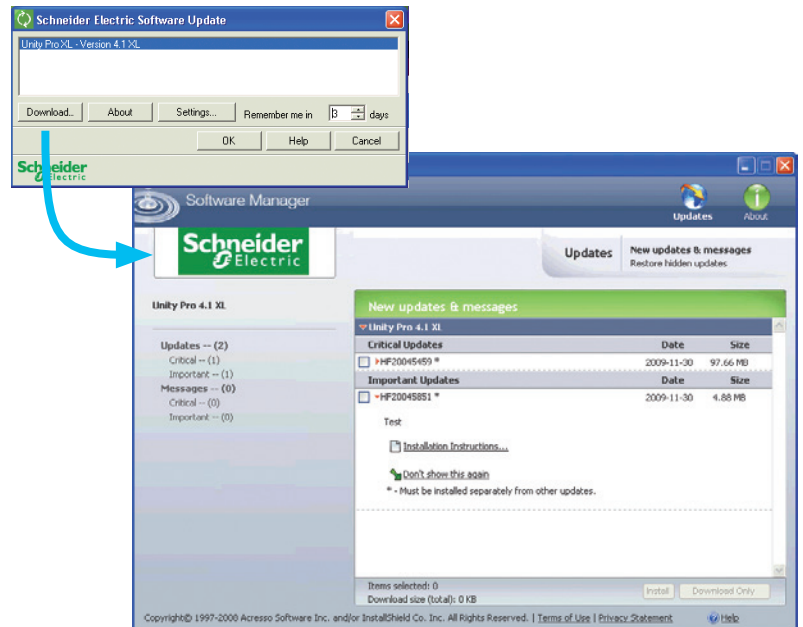 Schneider Electric Software Update
Unity Pro XL - Version 4.1 XL
Download... About Settings... Remember me in 3 days
OK Help Cancel
Schneider Electric
Software Manager
Updates About
Schneider Electric
Updates New updates & messages
Restore hidden updates
Unity Pro 4.1 XL
Updates -- (2)
Critical -- (1)
Important -- (1)
Messages -- (0)
Critical -- (0)
Important -- (0)
New updates & messages
Unity Pro 4.1 XL
Critical Updates Date Size
HF20045459 * 2009-11-30 97.66 MB
Important Updates Date Size
HF20045851 * 2009-11-30 4.88 MB
Test
Installation Instructions...
Don't show this again
* - Must be installed separately from other updates.
Items selected: 0
Download size (total): 0 KB
Install Download Only
Copyright© 1997-2000 Acresso Software Inc. and/or InstallShield Co. Inc. All Rights Reserved. | Terms of Use | Privacy Statement Help